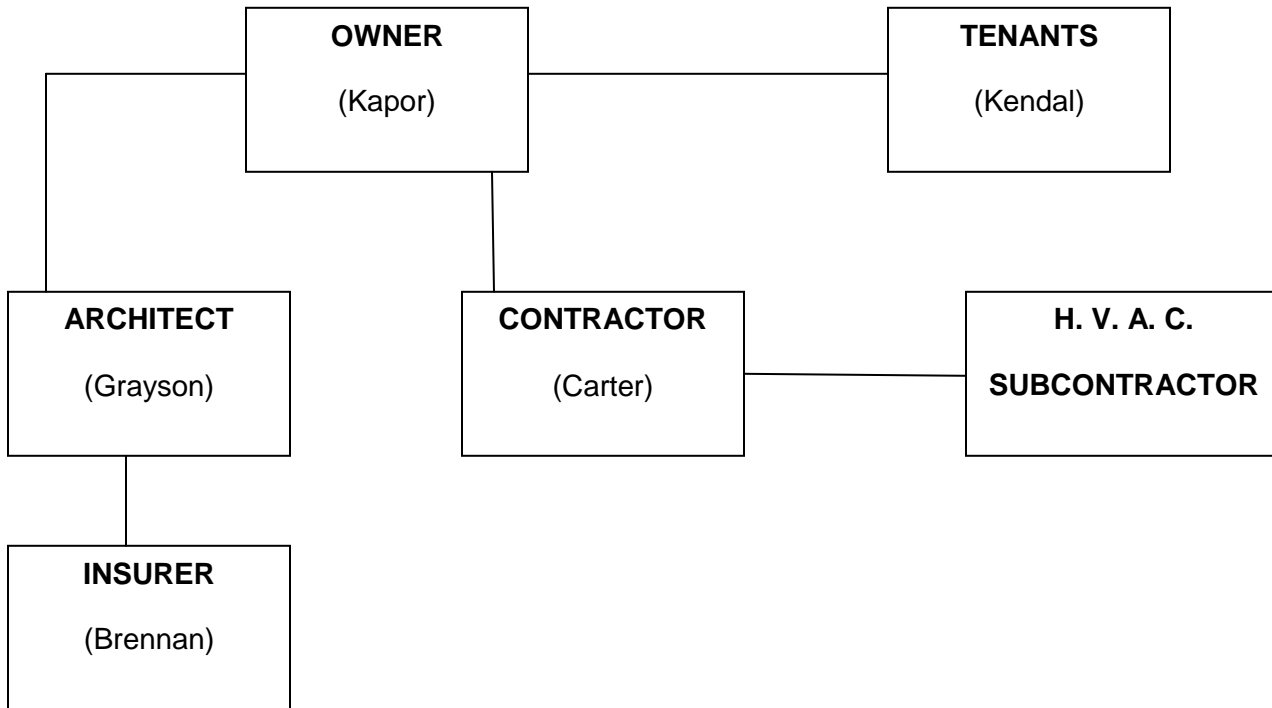 OWNER
(Kapor)
TENANTS
(Kendal)
ARCHITECT
(Grayson)
CONTRACTOR
(Carter)
H. V. A. C.
SUBCONTRACTOR
INSURER
(Brennan)